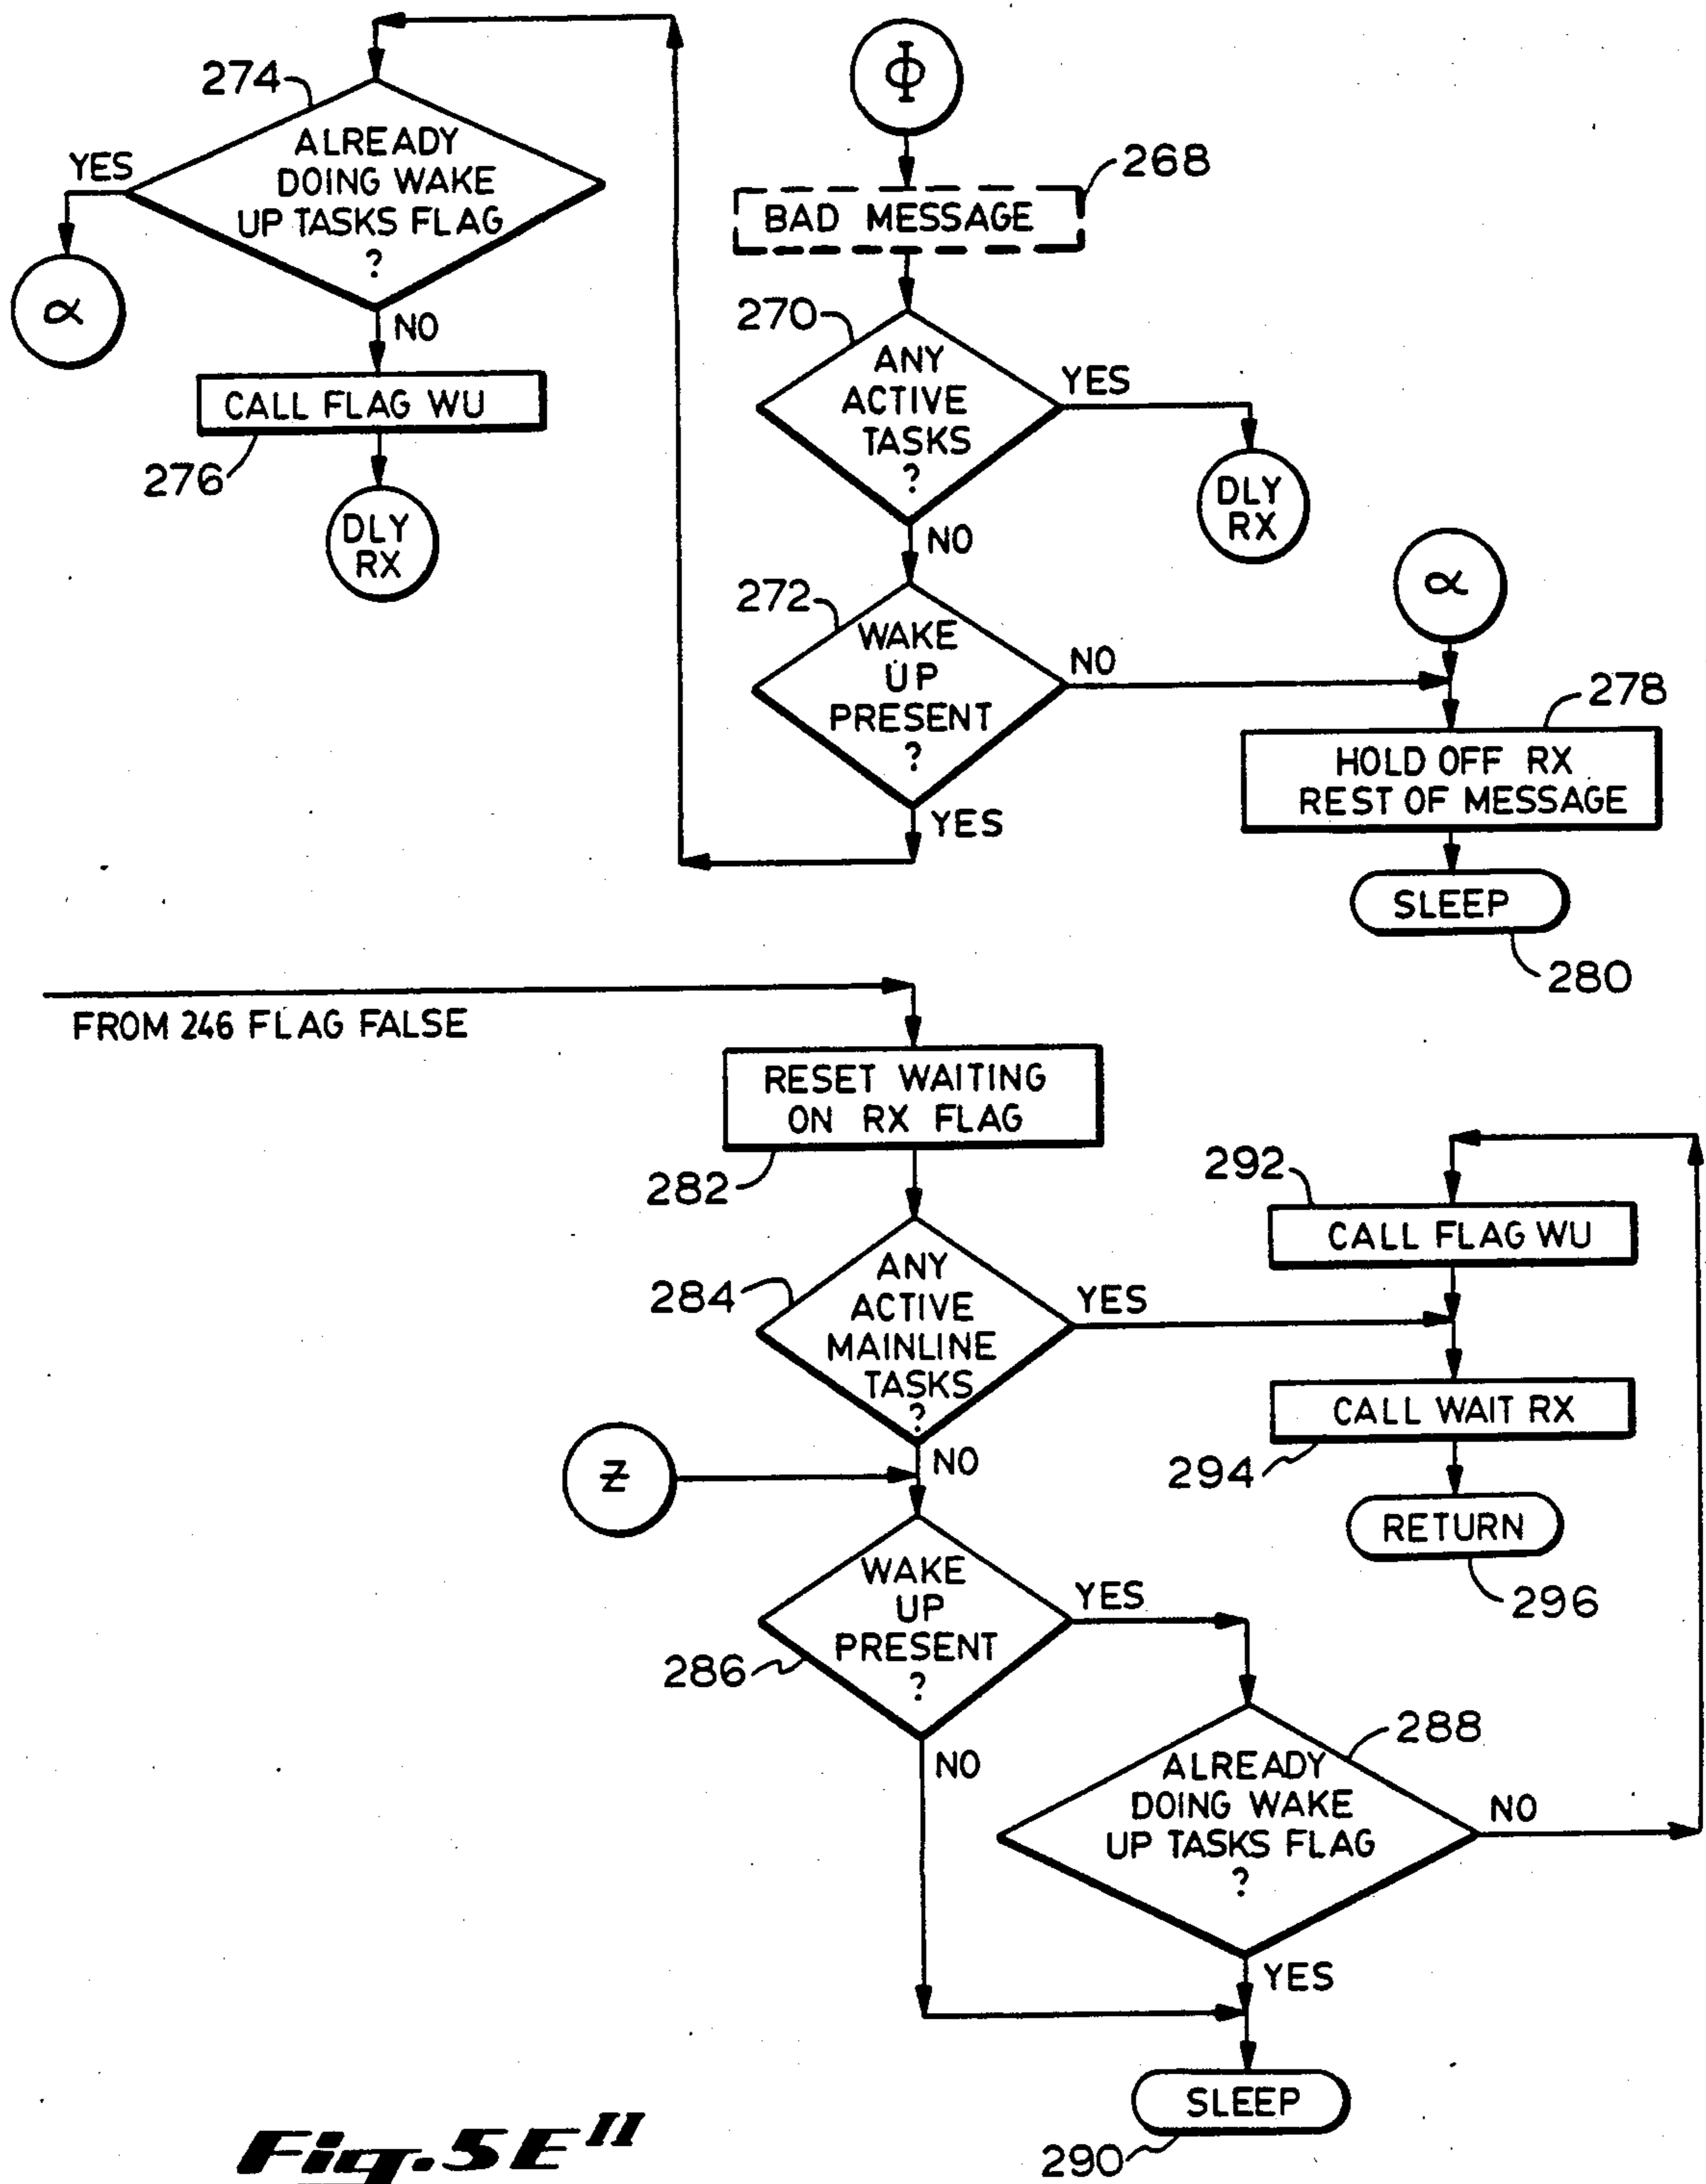 274
YES
ALREADY
DOING WAKE
UP TASKS FLAG
?
α
NO
CALL FLAG WU
276
DLY
RX
Φ
268
BAD MESSAGE
270
ANY
ACTIVE
TASKS
?
YES
DLY
RX
NO
272
WAKE
UP
PRESENT
?
NO
YES
α
278
HOLD OFF RX
REST OF MESSAGE
SLEEP
280
FROM 246 FLAG FALSE
RESET WAITING
ON RX FLAG
282
284
ANY
ACTIVE
MAINLINE
TASKS
?
YES
NO
292
CALL FLAG WU
CALL WAIT RX
294
RETURN
296
Ƶ
WAKE
UP
PRESENT
?
286
YES
NO
288
ALREADY
DOING WAKE
UP TASKS FLAG
?
NO
YES
SLEEP
290
Fig. 5E"